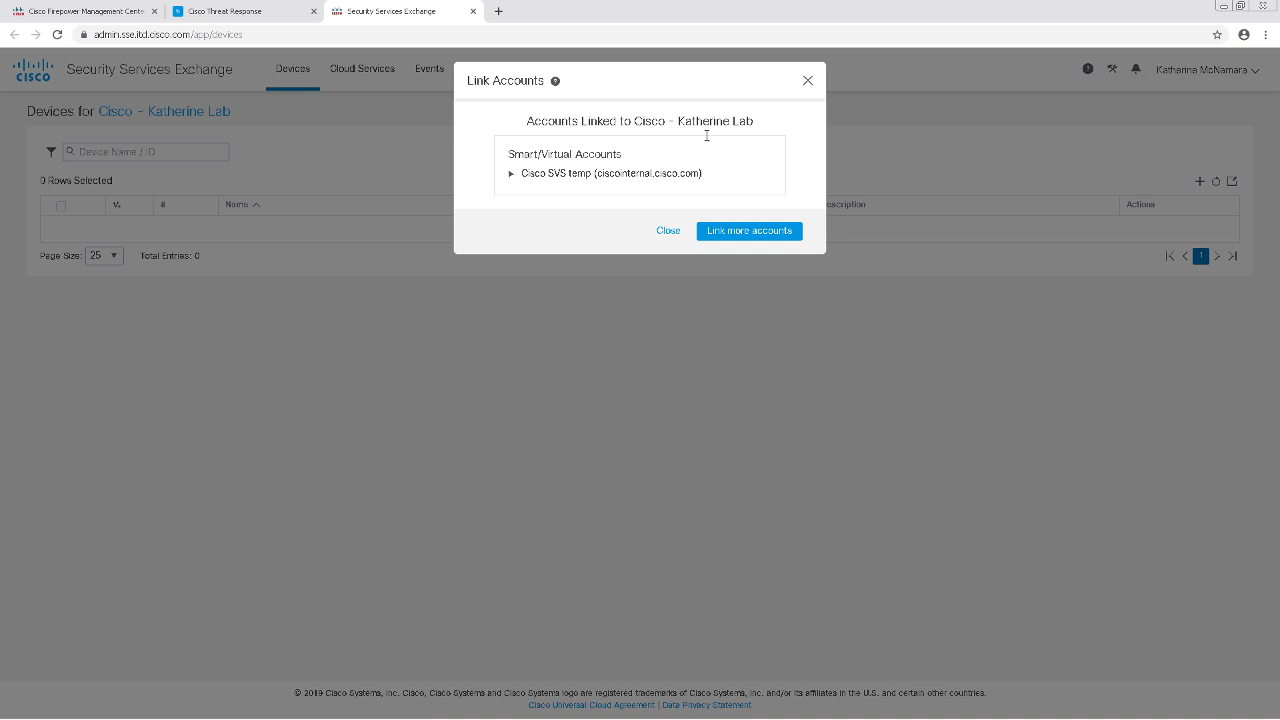 Cisco Firepower Management Cente
Cisco Threat Response
Security Services Exchange
admin.sse.itd.cisco.com/app/devices
CISCO
Security Services Exchange
Devices
Cloud Services
Events
Katherine McNamara
Link Accounts
Devices for Cisco - Katherine Lab
Accounts Linked to Cisco - Katherine Lab
Device Name / ID
Smart/Virtual Accounts
Cisco SVS temp (ciscointernal.cisco.com)
0 Rows Selected
%
#
Name
escription
Actions
Close
Link more accounts
Page Size: 25
Total Entries: 0
1
© 2019 Cisco Systems, Inc. Cisco, Cisco Systems and Cisco Systems logo are registered trademarks of Cisco Systems, Inc. and/or its affiliates in the U.S. and certain other countries.
Cisco Universal Cloud Agreement | Data Privacy Statement